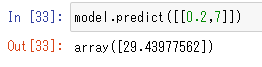 In [33]: model.predict([[0.2,7]])
Out[33]: array([29.43977562])